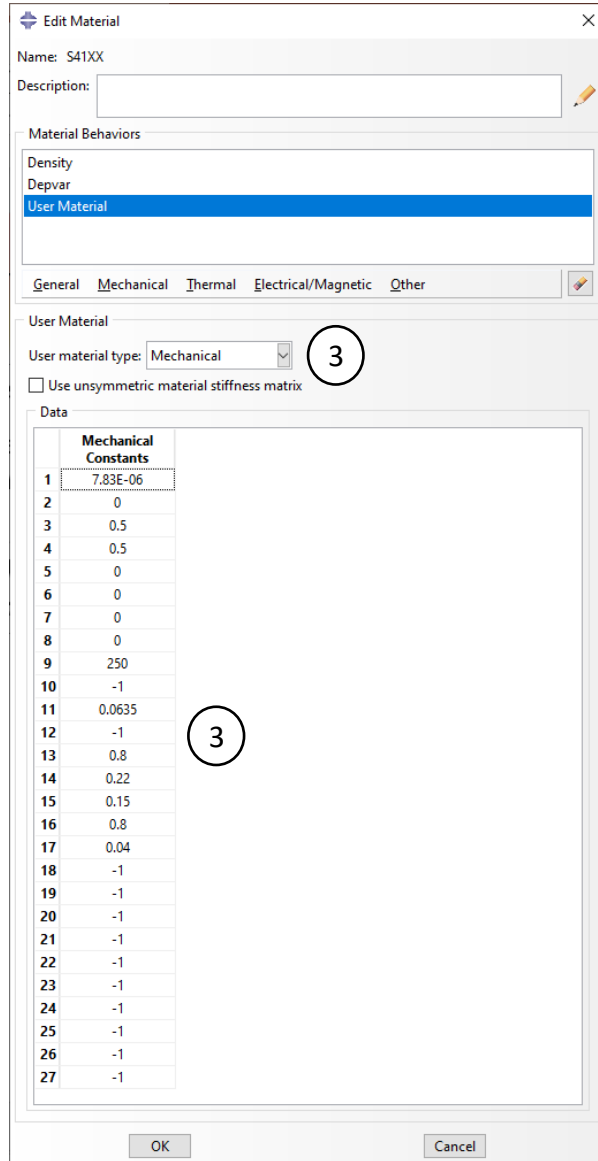 Edit Material
Name: S41XX
Description:
Material Behaviors
Density
Depvar
User Material
General Mechanical Thermal Electrical/Magnetic Other
User Material
User material type: Mechanical
3
Use unsymmetric material stiffness matrix
Data
Mechanical
Constants
1 7.83E-06
2 0
3 0.5
4 0.5
5 0
6 0
7 0
8 0
9 250
10 -1
11 0.0635
12 -1
3
13 0.8
14 0.22
15 0.15
16 0.8
17 0.04
18 -1
19 -1
20 -1
21 -1
22 -1
23 -1
24 -1
25 -1
26 -1
27 -1
OK Cancel